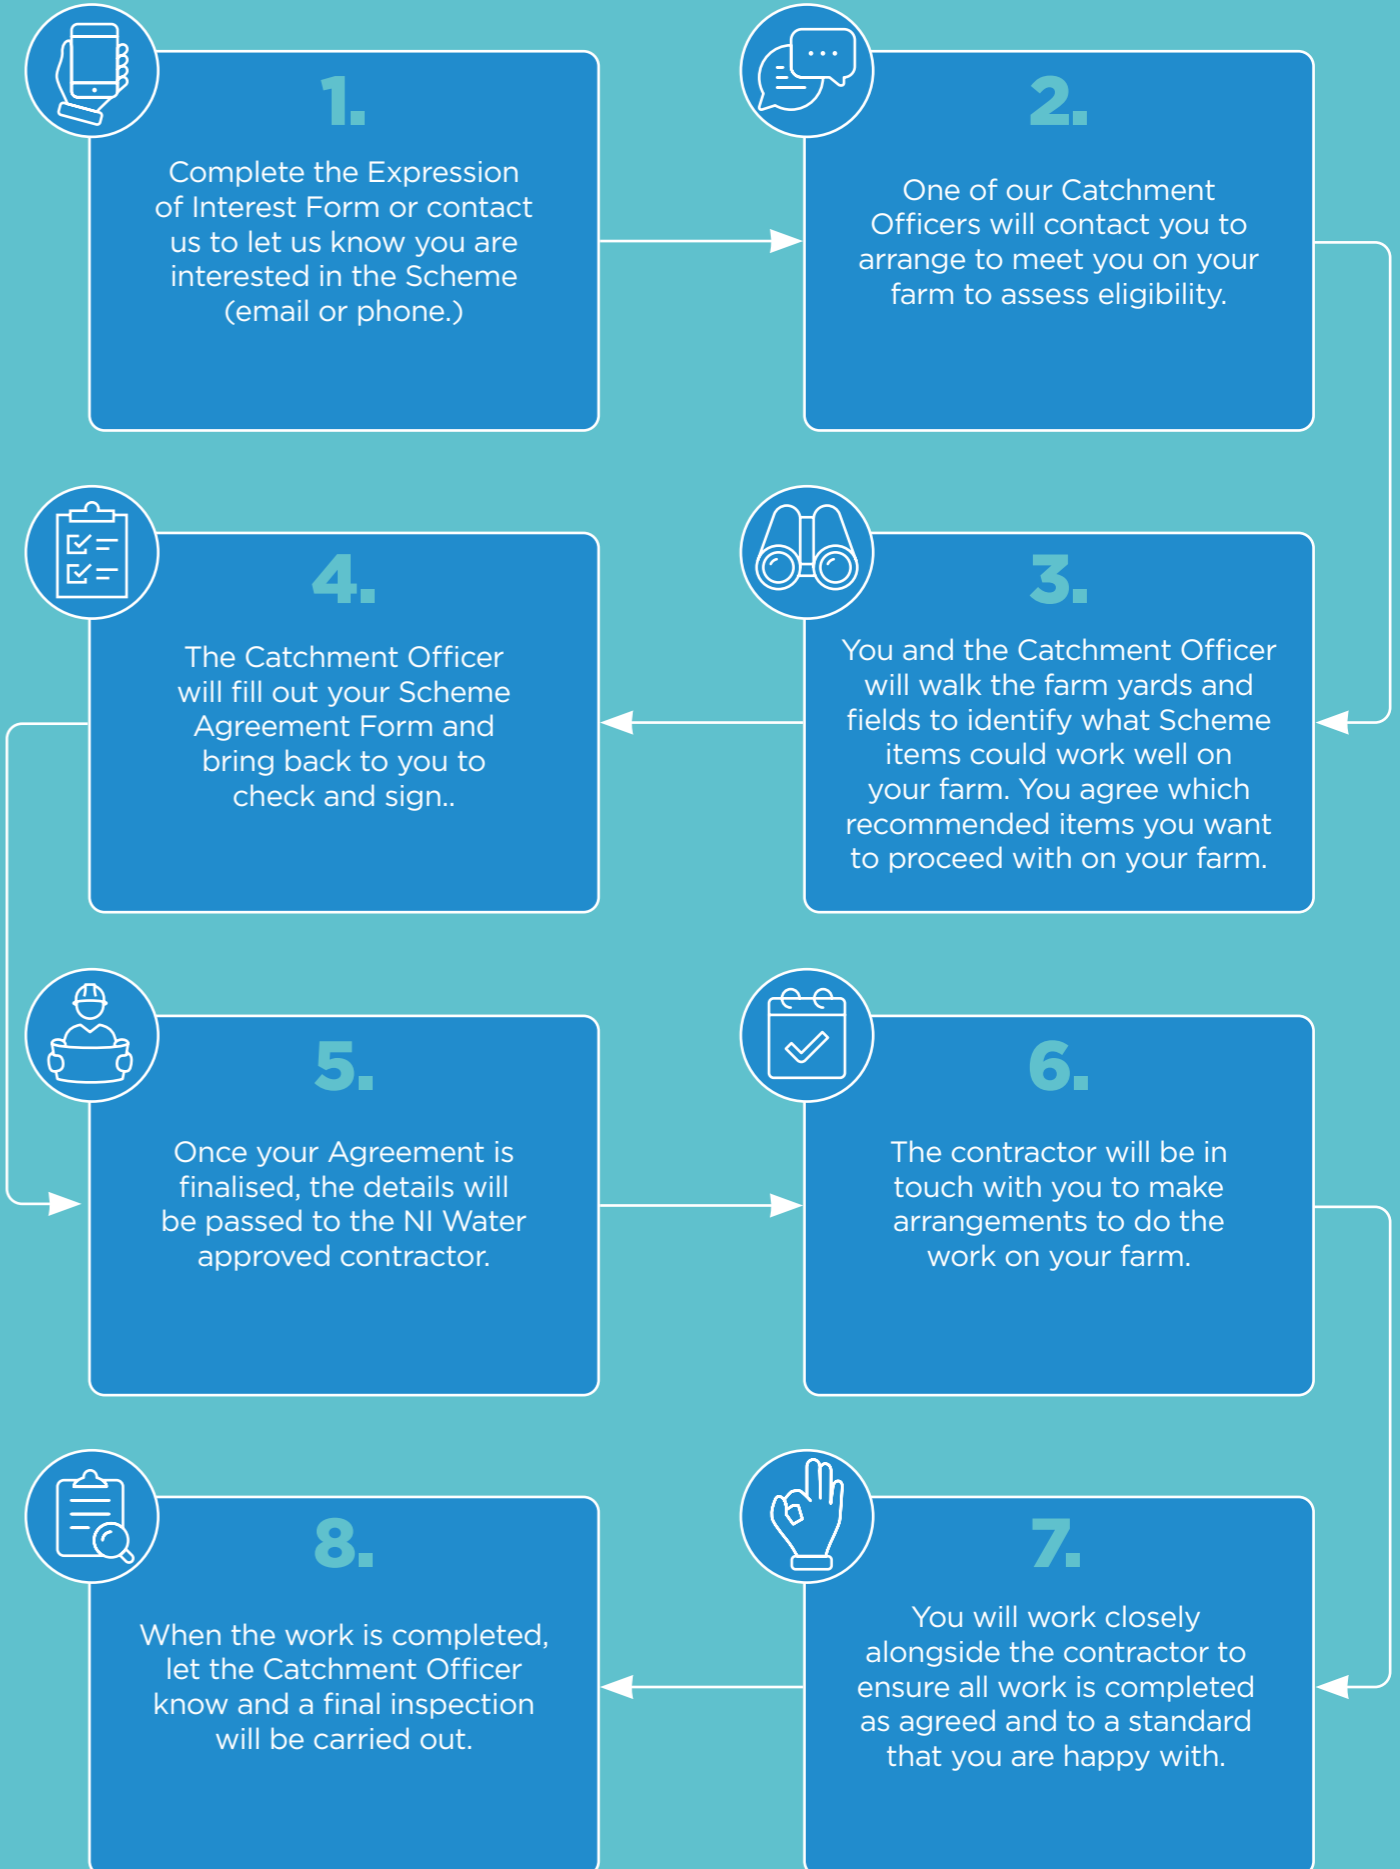 1.
Complete the Expression
of Interest Form or contact
us to let us know you are
interested in the Scheme
(email or phone.)
2.
One of our Catchment
Officers will contact you to
arrange to meet you on your
farm to assess eligibility.
3.
You and the Catchment Officer
will walk the farm yards and
fields to identify what Scheme
items could work well on
your farm. You agree which
recommended items you want
to proceed with on your farm.
4.
The Catchment Officer
will fill out your Scheme
Agreement Form and
bring back to you to
check and sign..
5.
Once your Agreement is
finalised, the details will
be passed to the NI Water
approved contractor.
6.
The contractor will be in
touch with you to make
arrangements to do the
work on your farm.
7.
You will work closely
alongside the contractor to
ensure all work is completed
as agreed and to a standard
that you are happy with.
8.
When the work is completed,
let the Catchment Officer
know and a final inspection
will be carried out.